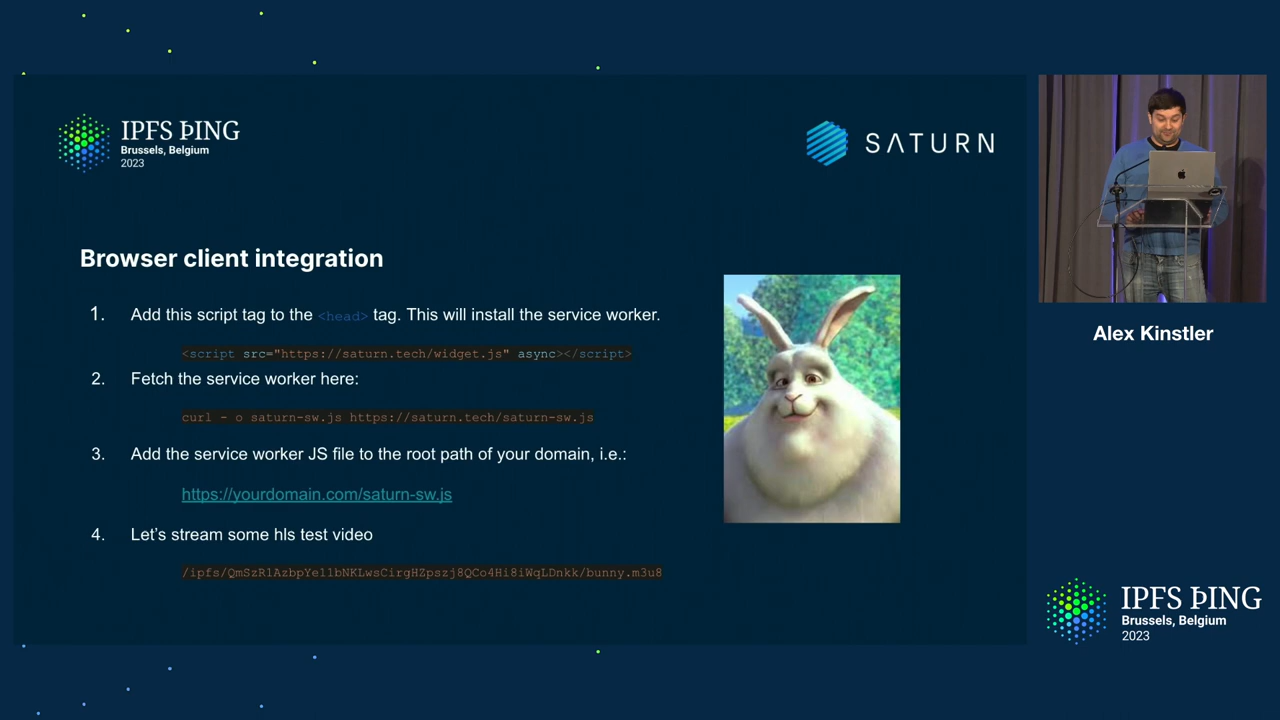 IPFS ÞING
Brussels, Belgium
2023
SATURN
Browser client integration
1. Add this script tag to the <head> tag. This will install the service worker.
<script src="https://saturn.tech/widget.js" async></script>
2. Fetch the service worker here:
curl - o saturn-sw.js https://saturn.tech/saturn-sw.js
3. Add the service worker JS file to the root path of your domain, i.e.:
https://yourdomain.com/saturn-sw.js
4. Let's stream some hls test video
Alex Kinstler
IPFS ÞING
Brussels, Belgium
2023